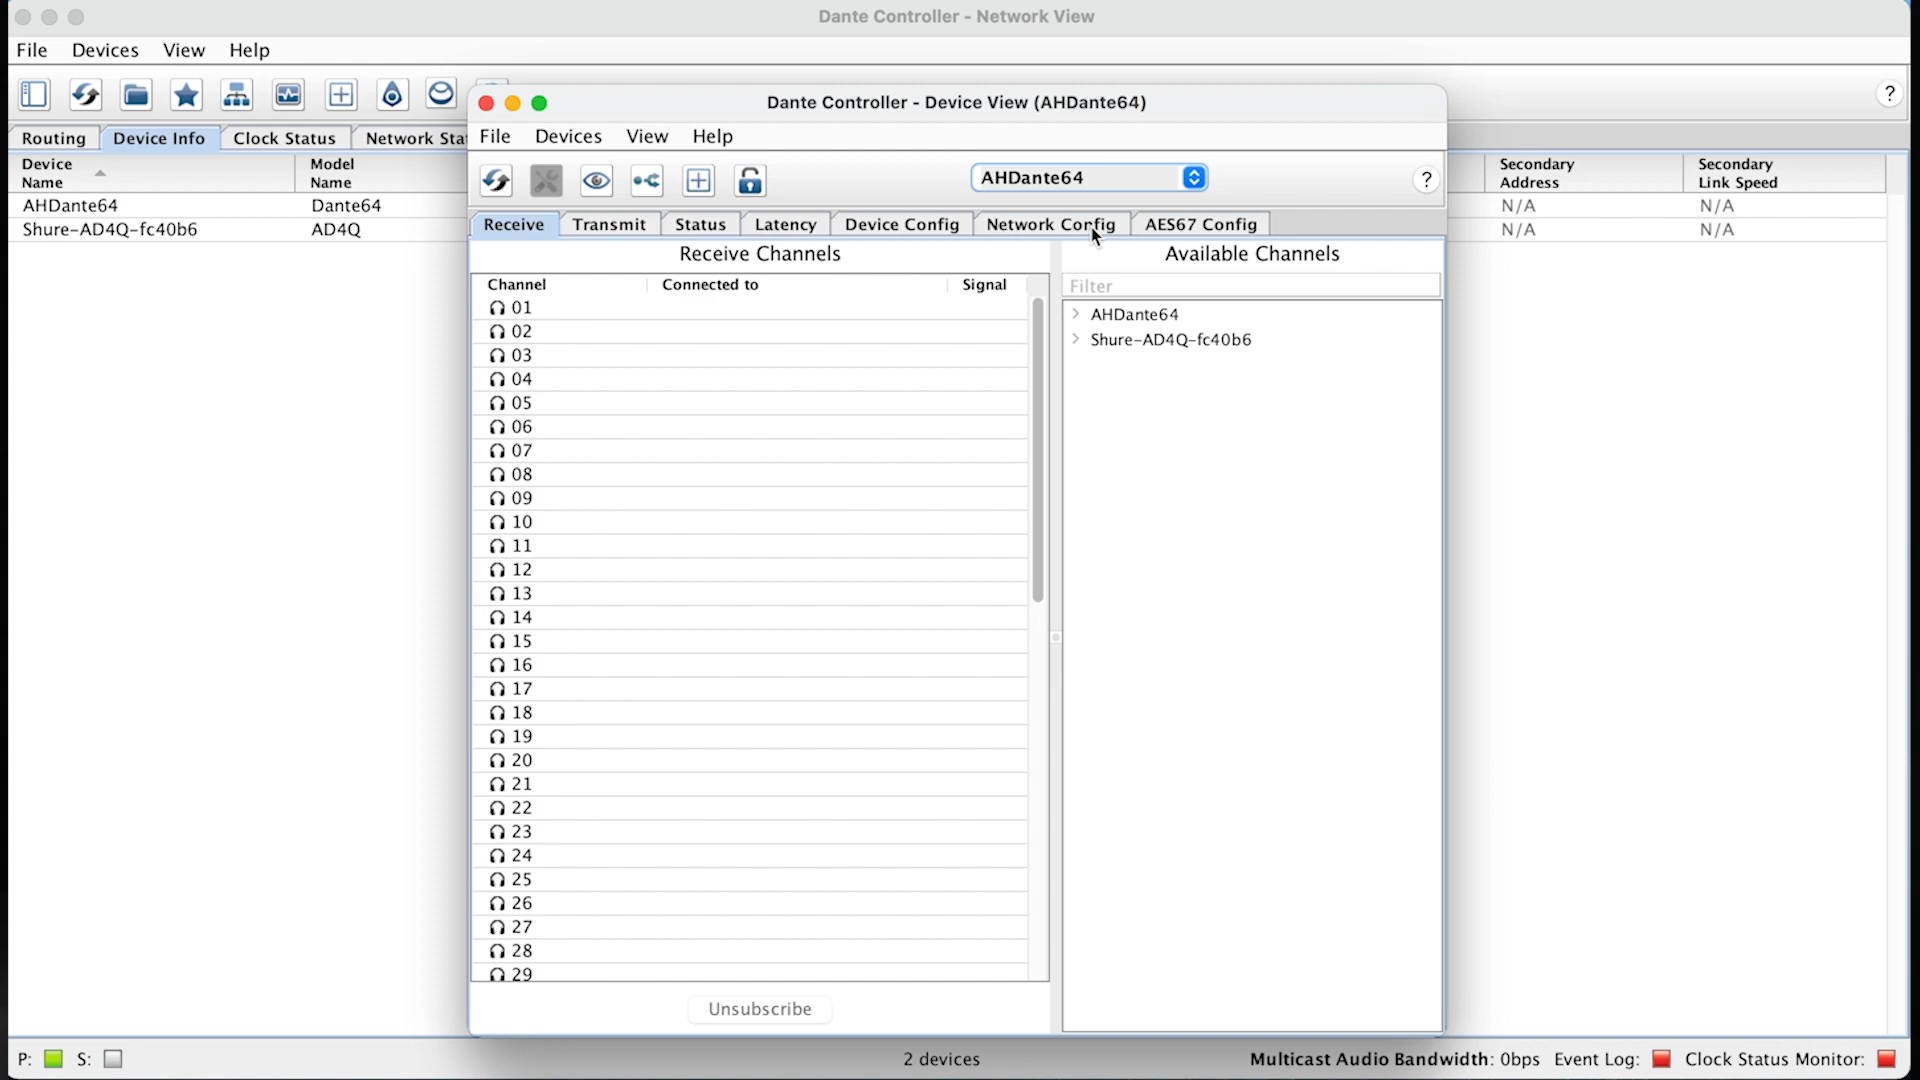 Dante Controller - Network View
File Devices View Help
?
Routing Device Info Clock Status Network Sta
Device Name Model Name Secondary Address Secondary Link Speed
AHDante64 Dante64 N/A N/A
Shure-AD4Q-fc40b6 AD4Q N/A N/A
Dante Controller - Device View (AHDante64)
File Devices View Help
AHDante64 ?
Receive Transmit Status Latency Device Config Network Config AES67 Config
Receive Channels Available Channels
Channel Connected to Signal
Filter
01
AHDante64
02
Shure-AD4Q-fc40b6
03
04
05
06
07
08
09
10
11
12
13
14
15
16
17
18
19
20
21
22
23
24
25
26
27
28
29
Unsubscribe
P: S: 2 devices Multicast Audio Bandwidth: 0bps Event Log: Clock Status Monitor: